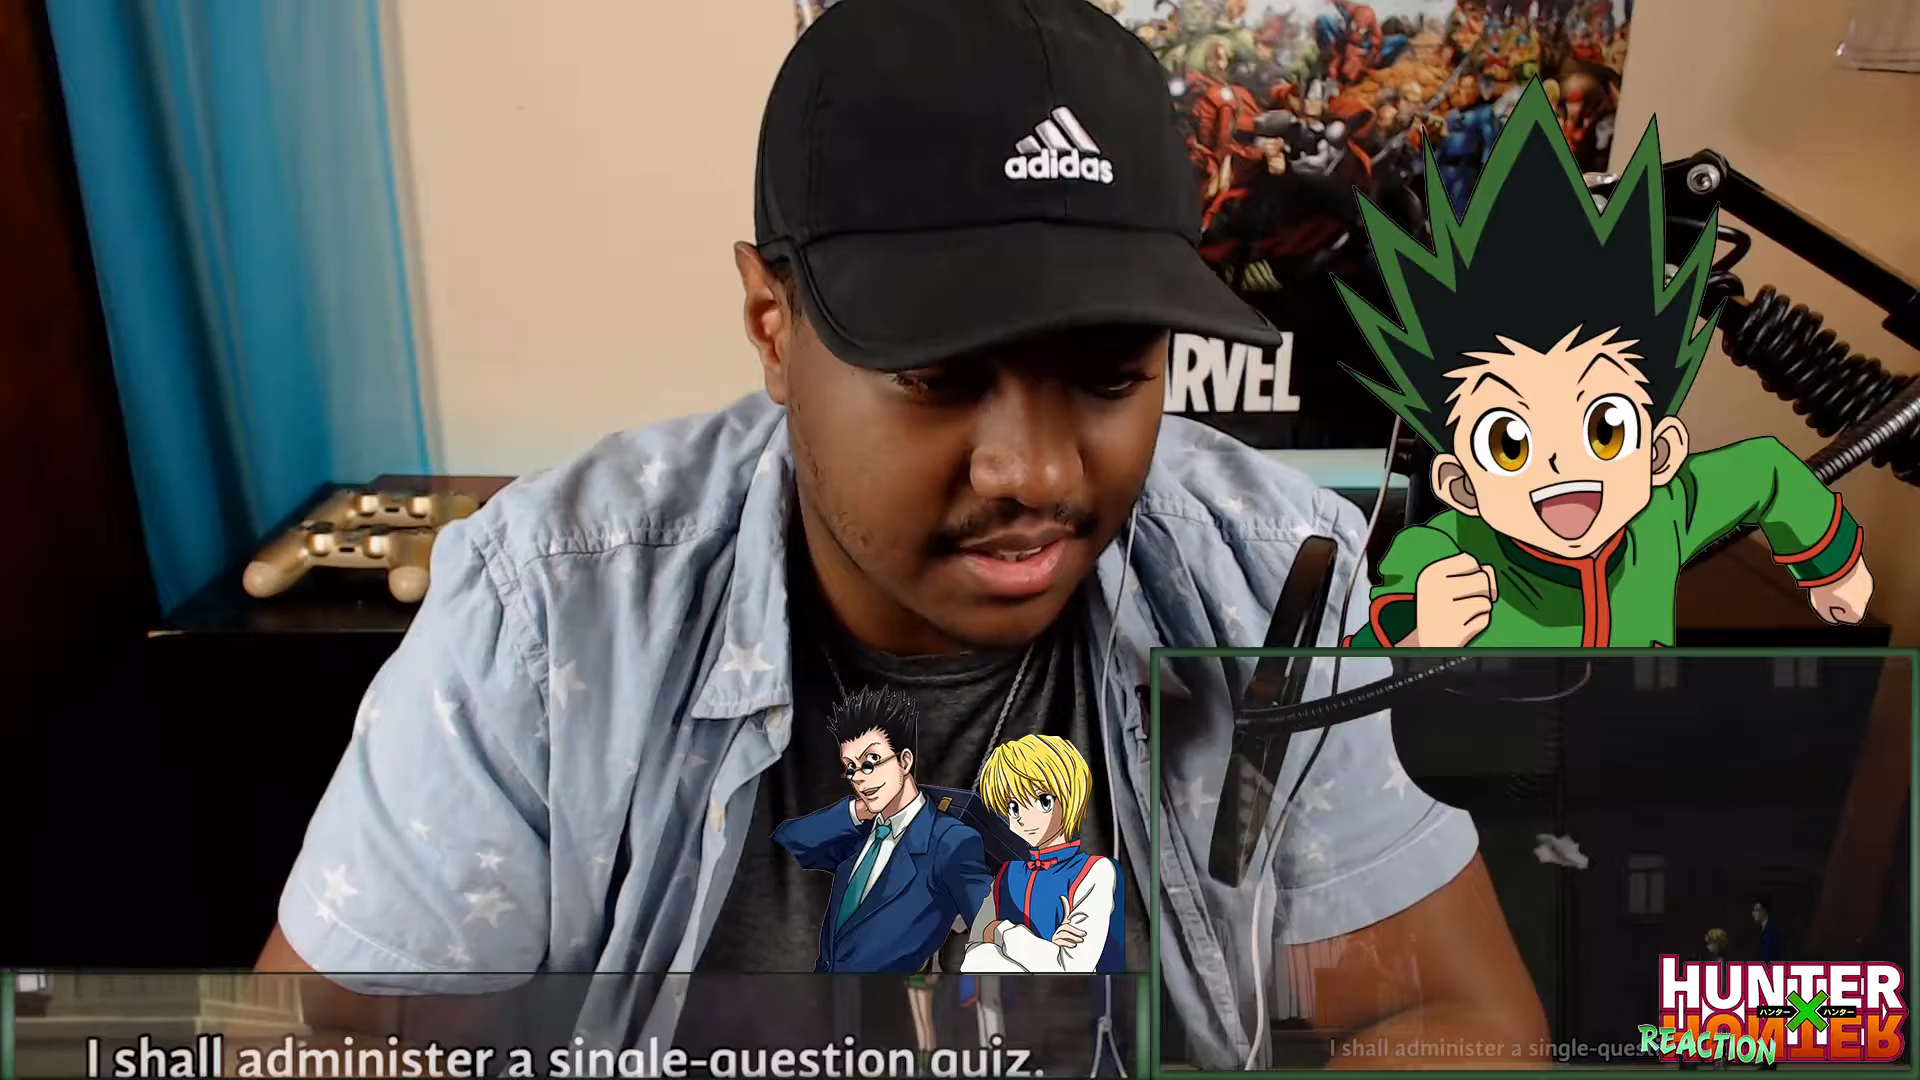 adidas
MARVEL
I shall administer a single-question quiz.
I shall administer a single-ques
HUNTER
ハンター×ハンター
HUNTER
REACTION